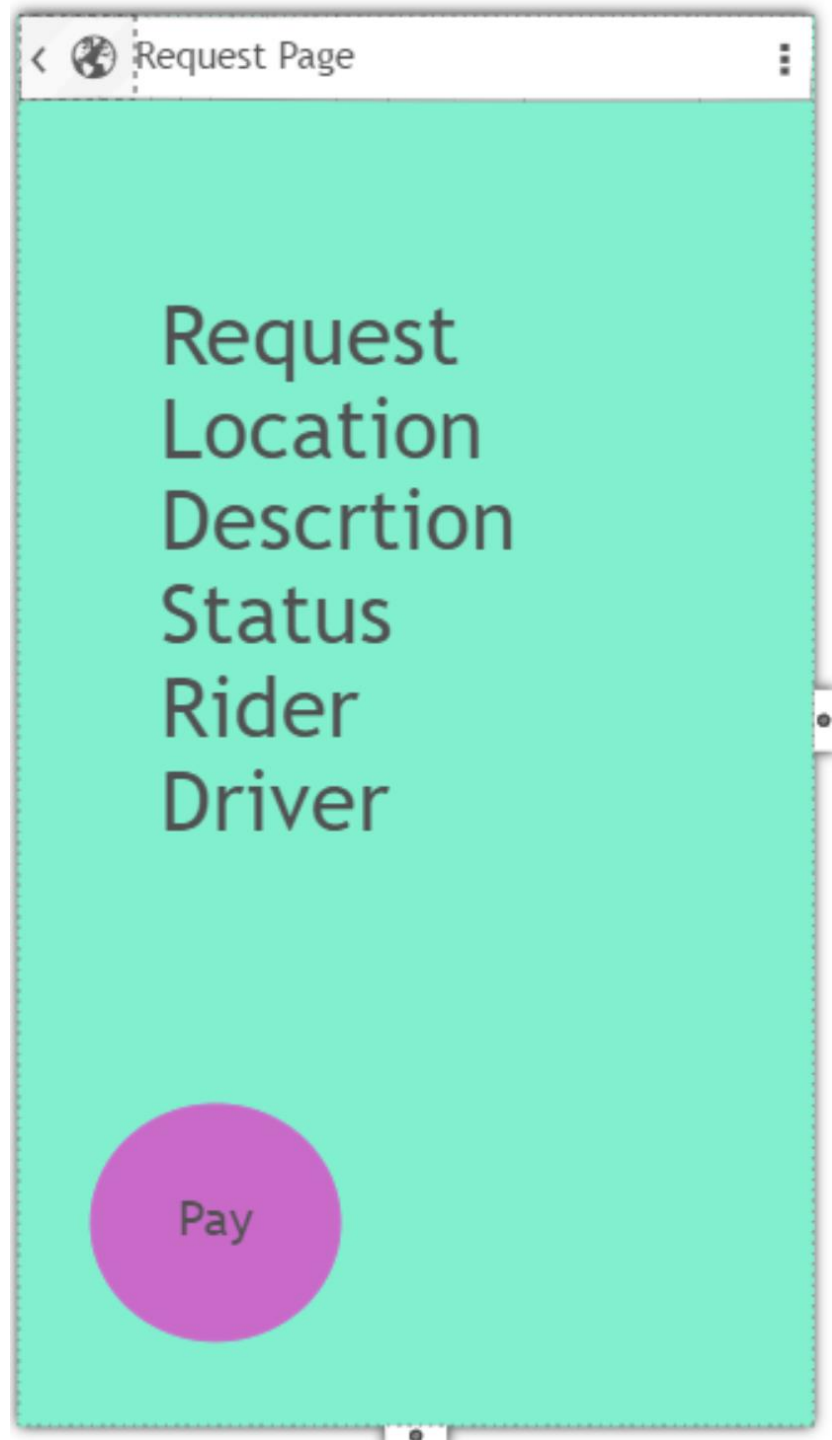 Request Page
Request
Location
Descrtion
Status
Rider
Driver
Pay